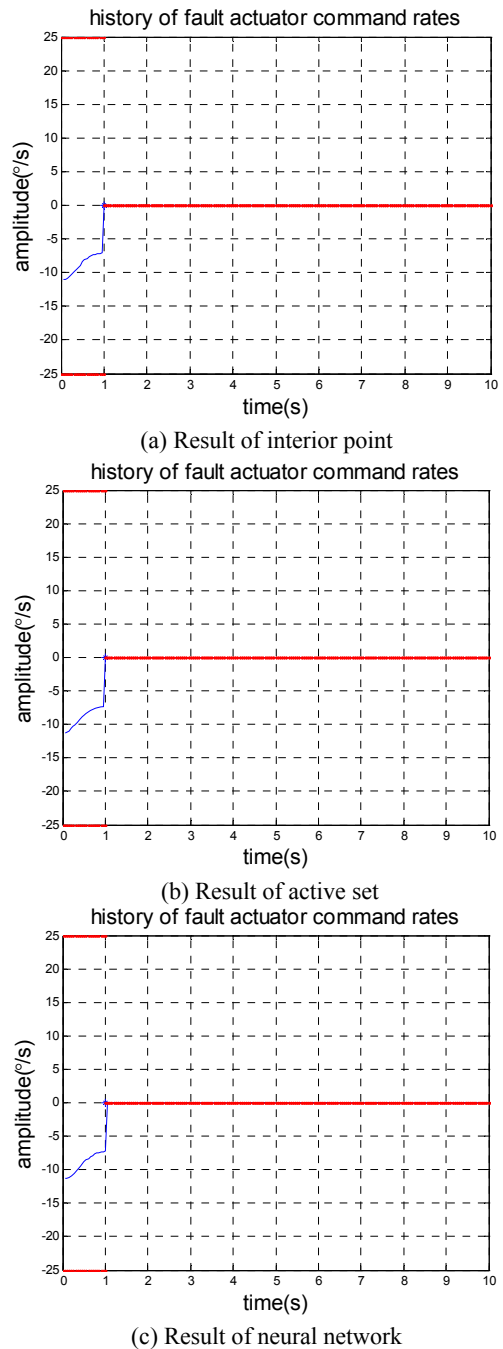 history of fault actuator command rates
25
20
15
10
5
0
-5
-10
-15
-20
-25
amplitude(°/s)
0 1 2 3 4 5 6 7 8 9 10
time(s)
(a) Result of interior point
history of fault actuator command rates
25
20
15
10
5
0
-5
-10
-15
-20
-25
amplitude(°/s)
0 1 2 3 4 5 6 7 8 9 10
time(s)
(b) Result of active set
history of fault actuator command rates
25
20
15
10
5
0
-5
-10
-15
-20
-25
amplitude(°/s)
0 1 2 3 4 5 6 7 8 9 10
time(s)
(c) Result of neural network